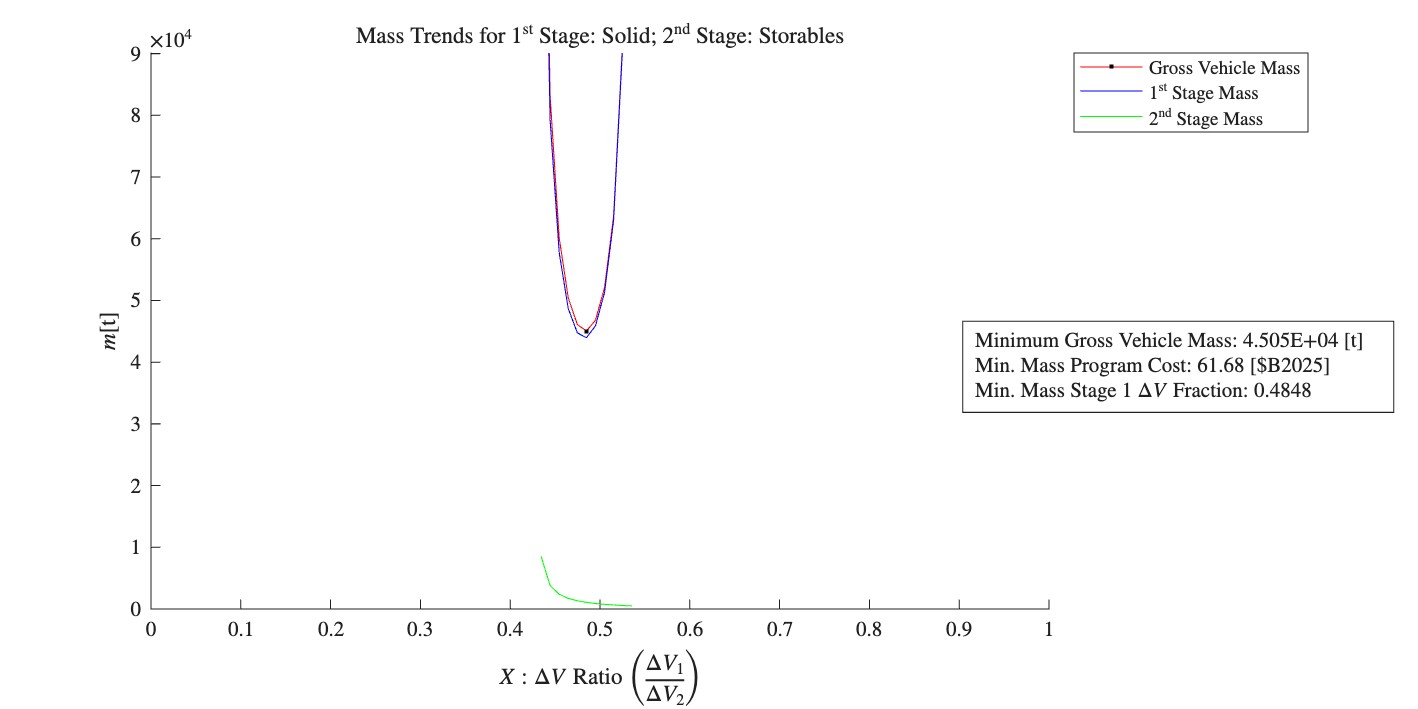 Mass Trends for 1st Stage: Solid; 2nd Stage: Storables
×10⁴
9
8
7
6
5
4
3
2
1
0
m[t]
0 0.1 0.2 0.3 0.4 0.5 0.6 0.7 0.8 0.9 1
X : ΔV Ratio (ΔV₁/ΔV₂)
Gross Vehicle Mass
1st Stage Mass
2nd Stage Mass
Minimum Gross Vehicle Mass: 4.505E+04 [t]
Min. Mass Program Cost: 61.68 [$B2025]
Min. Mass Stage 1 ΔV Fraction: 0.4848